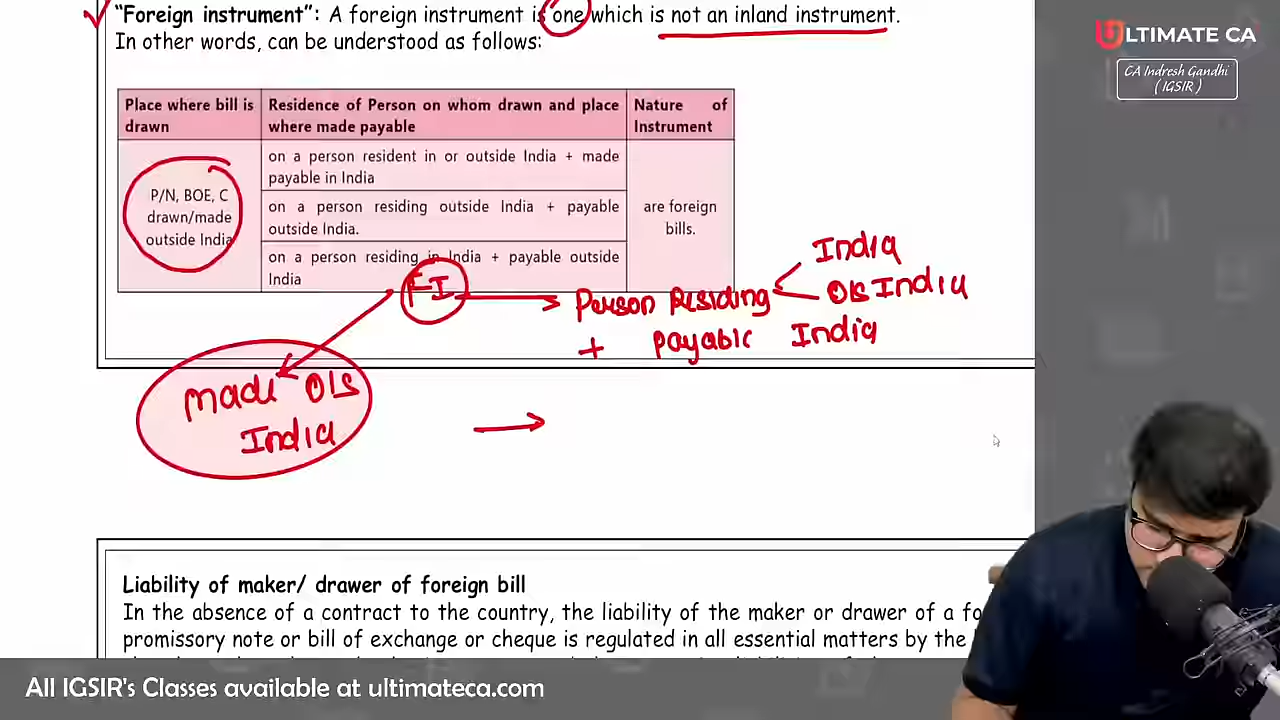 "Foreign instrument": A foreign instrument is one which is not an inland instrument.
In other words, can be understood as follows:
ULTIMATE CA
CA Indresh Gandhi
(IGSIR)
Place where bill is drawn
Residence of Person on whom drawn and place where made payable
Nature of Instrument
P/N, BOE, C
drawn/made
outside India
on a person resident in or outside India + made
payable in India
on a person residing outside India + payable
outside India.
on a person residing in India + payable outside
India
are foreign
bills.
FI
Person Residing
India
O/S India
+ Payable India
made O/S
India
Liability of maker/ drawer of foreign bill
In the absence of a contract to the country, the liability of the maker or drawer of a
promissory note or bill of exchange or cheque is regulated in all essential matters by the
All IGSIR's Classes available at ultimateca.com